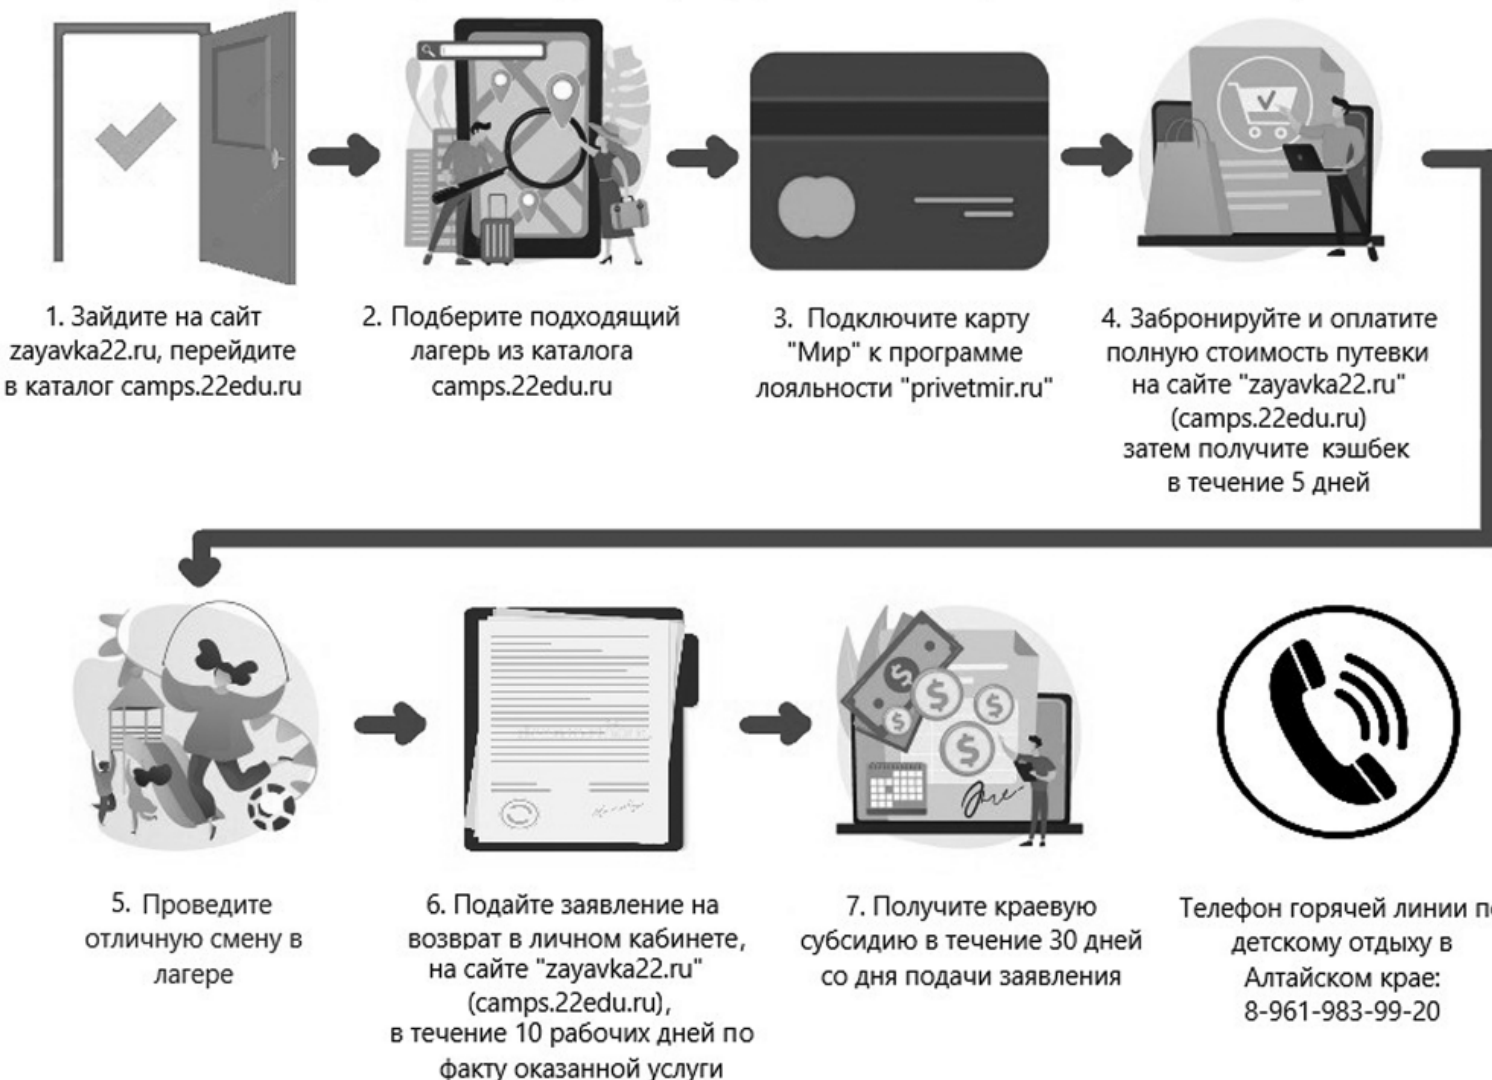 1. Зайдите на сайт
zayavka22.ru, перейдите
в каталог camps.22edu.ru
2. Подберите подходящий
лагерь из каталога
camps.22edu.ru
3. Подключите карту
"Мир" к программе
лояльности "privetmir.ru"
4. Забронируйте и оплатите
полную стоимость путевки
на сайте "zayavka22.ru"
(camps.22edu.ru)
затем получите кэшбек
в течение 5 дней
5. Проведите
отличную смену в
лагере
6. Подайте заявление на
возврат в личном кабинете,
на сайте "zayavka22.ru"
(camps.22edu.ru),
в течение 10 рабочих дней по
факту оказанной услуги
7. Получите краевую
субсидию в течение 30 дней
со дня подачи заявления
Телефон горячей линии по
детскому отдыху в
Алтайском крае:
8-961-983-99-20